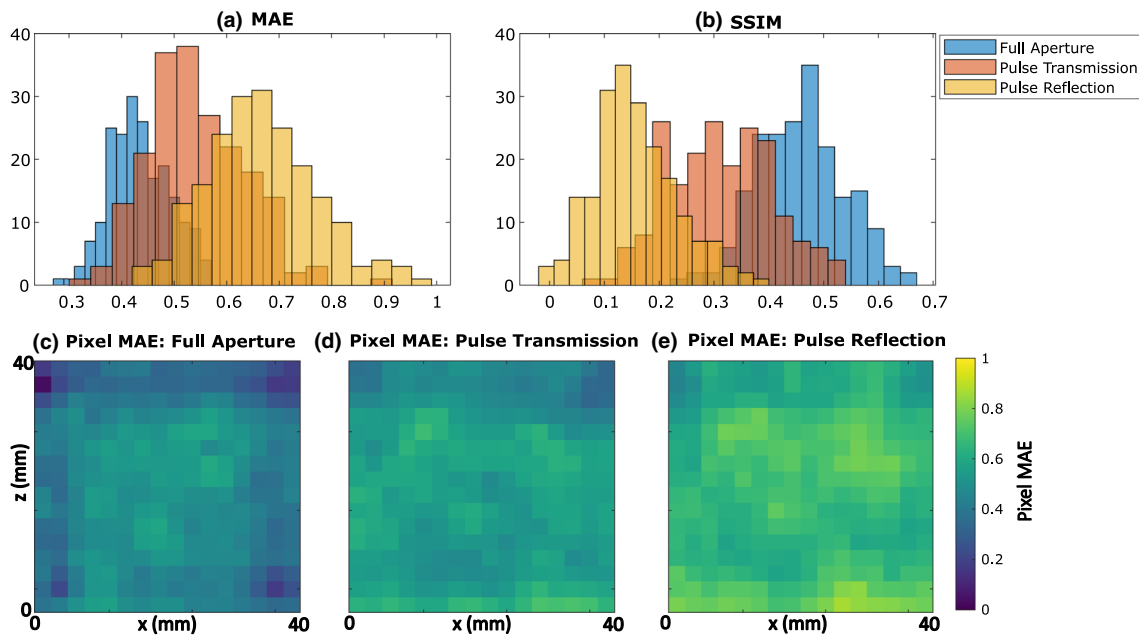 (a) MAE
40
30
20
10
0
0.3 0.4 0.5 0.6 0.7 0.8 0.9 1
(b) SSIM
40
30
20
10
0
0 0.1 0.2 0.3 0.4 0.5 0.6 0.7
Full Aperture
Pulse Transmission
Pulse Reflection
(c) Pixel MAE: Full Aperture
40
z (mm)
0
0 x (mm) 40
(d) Pixel MAE: Pulse Transmission
0 x (mm) 40
(e) Pixel MAE: Pulse Reflection
0 x (mm) 40
1
0.8
0.6
0.4
0.2
0
Pixel MAE